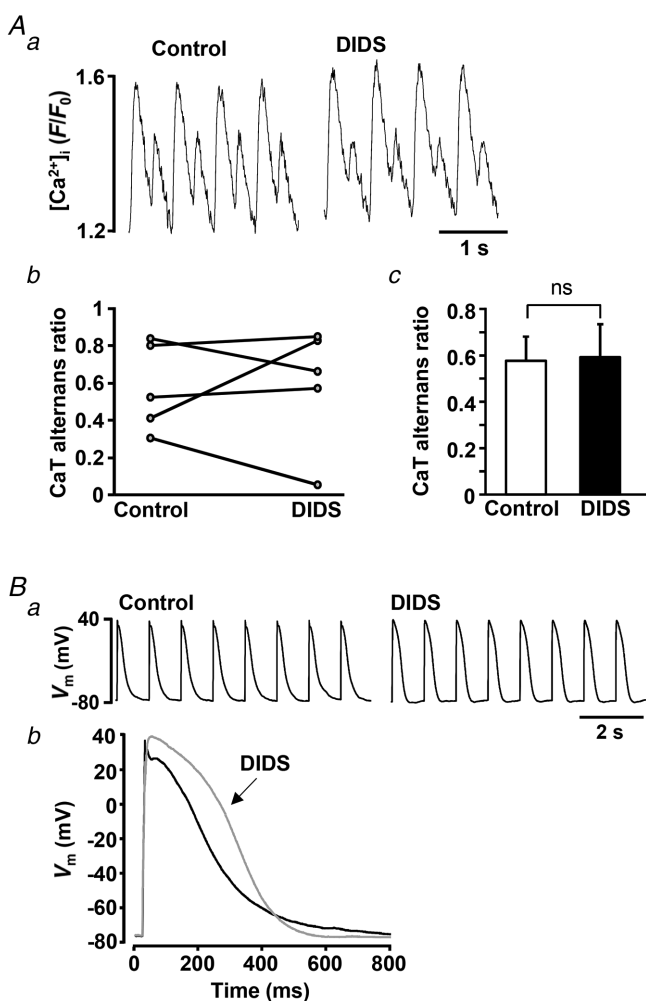 A
a
Control
DIDS
[Ca2+]i (F/F0)
1.6
1.2
1 s
b
CaT alternans ratio
1
0.8
0.6
0.4
0.2
0
Control
DIDS
c
ns
CaT alternans ratio
0.8
0.6
0.4
0.2
0
Control
DIDS
B
a
Control
DIDS
Vm (mV)
40
-80
2 s
b
Vm (mV)
40
20
0
-20
-40
-60
-80
DIDS
0
200
400
600
800
Time (ms)